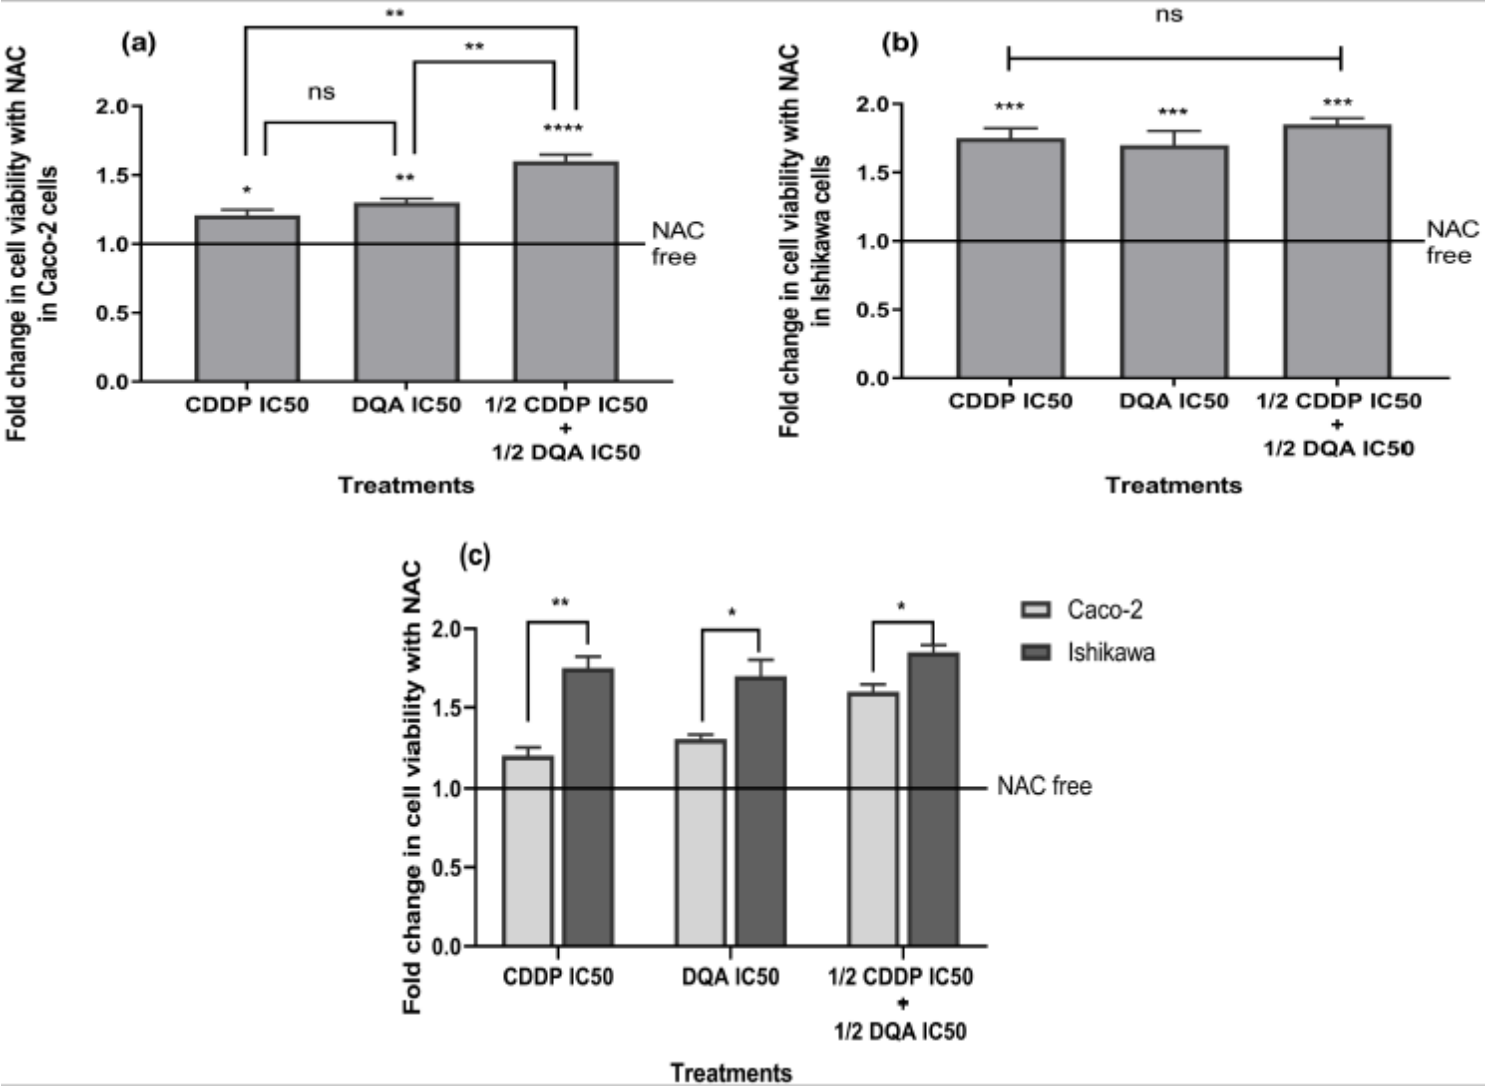 (a)
**
**
ns
****
**
*
Fold change in cell viability with NAC
in Caco-2 cells
2.0
1.5
1.0
0.5
0.0
NAC
free
CDDP IC50
DQA IC50
1/2 CDDP IC50
+
1/2 DQA IC50
Treatments
(b)
ns
***
***
***
Fold change in cell viability with NAC
in Ishikawa cells
2.0
1.5
1.0
0.5
0.0
NAC
free
CDDP IC50
DQA IC50
1/2 CDDP IC50
+
1/2 DQA IC50
Treatments
(c)
**
*
*
Fold change in cell viability with NAC
2.0
1.5
1.0
0.5
0.0
Caco-2
Ishikawa
NAC free
CDDP IC50
DQA IC50
1/2 CDDP IC50
+
1/2 DQA IC50
Treatments